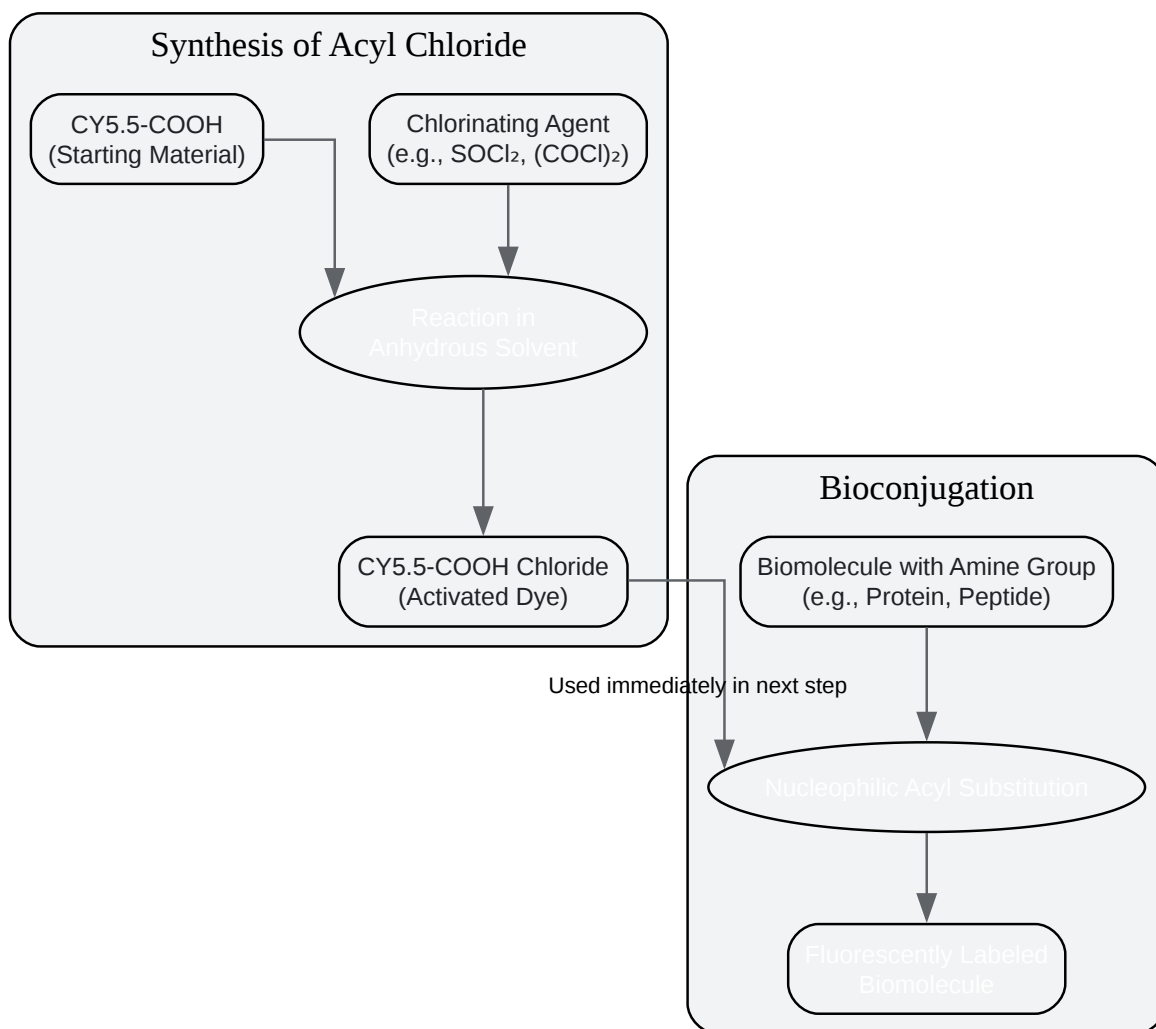 Synthesis of Acyl Chloride
CY5.5-COOH
(Starting Material)
Chlorinating Agent
(e.g., SOCl₂, (COCl)₂)
Reaction in
Anhydrous Solvent
CY5.5-COOH Chloride
(Activated Dye)
Used immediately in next step
Bioconjugation
Biomolecule with Amine Group
(e.g., Protein, Peptide)
Nucleophilic Acyl Substitution
Fluorescently Labeled
Biomolecule